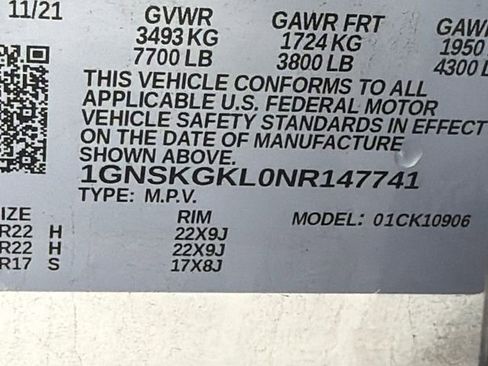 11/21 GVWR GAWR FRT GAW
3493 KG 1724 KG 1950
7700 LB 3800 LB 4300 L
THIS VEHICLE CONFORMS TO ALL
APPLICABLE U.S. FEDERAL MOTOR
VEHICLE SAFETY STANDARDS IN EFFECT
ON THE DATE OF MANUFACTURE
SHOWN ABOVE.
1GNSKGKL0NR147741
TYPE: M.P.V.
IZE RIM MODEL: 01CK10906
R22 H 22X9J
R22 H 22X9J
R17 S 17X8J